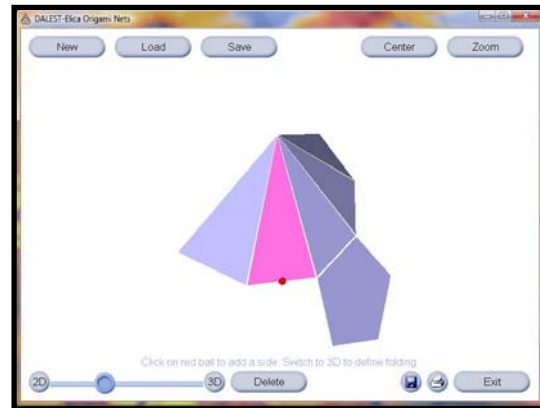 DALEST-Elica Origami Nets
New Load Save Center Zoom
Click on red ball to add a side. Switch to 3D to define folding.
2D 3D Delete Exit